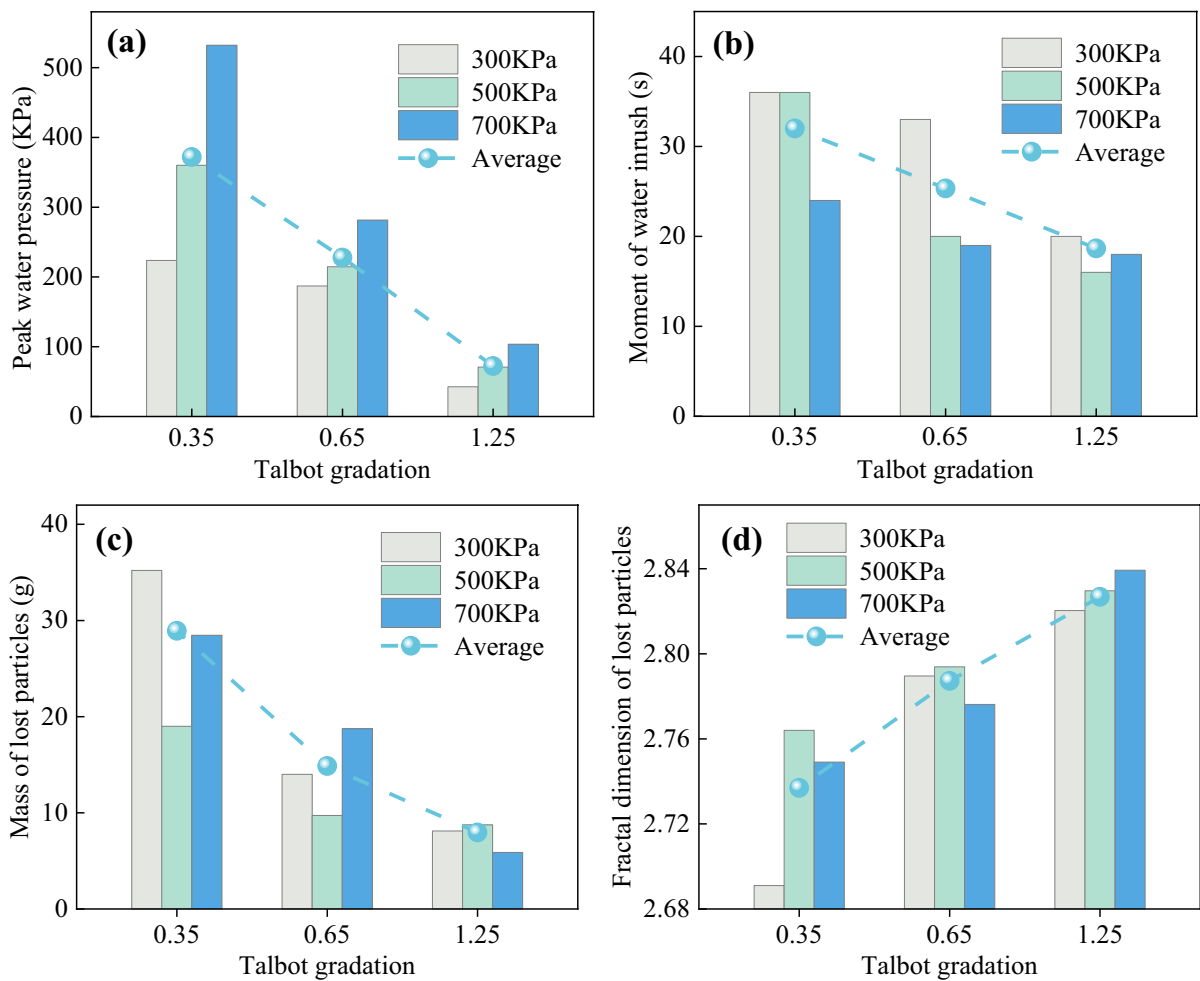 (a)
Peak water pressure (KPa)
500
400
300
200
100
0
300KPa
500KPa
700KPa
Average
0.35 0.65 1.25
Talbot gradation
(b)
Moment of water inrush (s)
40
30
20
10
0
300KPa
500KPa
700KPa
Average
0.35 0.65 1.25
Talbot gradation
(c)
Mass of lost particles (g)
40
30
20
10
0
300KPa
500KPa
700KPa
Average
0.35 0.65 1.25
Talbot gradation
(d)
Fractal dimension of lost particles
2.84
2.80
2.76
2.72
2.68
300KPa
500KPa
700KPa
Average
0.35 0.65 1.25
Talbot gradation